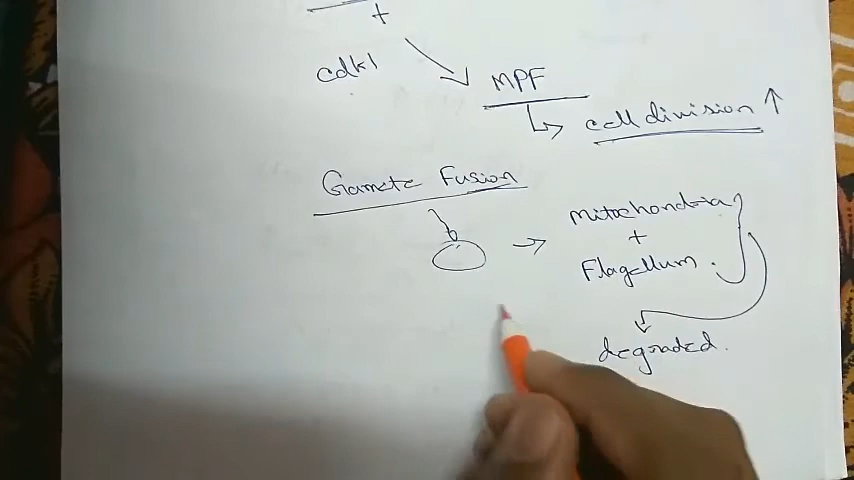 +
cdk1
MPF
cell division ↑
Gamete Fusion
mitochondria
+
Flagellum.
degraded.